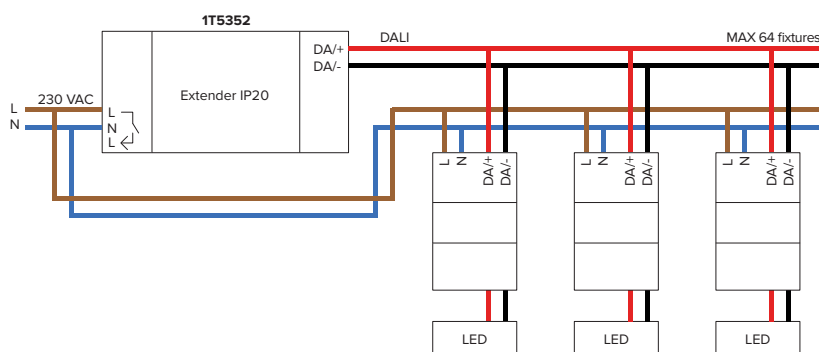 1T5352
DA/+ DALI MAX 64 fixtures
DA/-
230 VAC
Extender IP20
L L
N N
L
L N DA/+ DA/- L N DA/+ DA/- L N DA/+ DA/-
LED LED LED